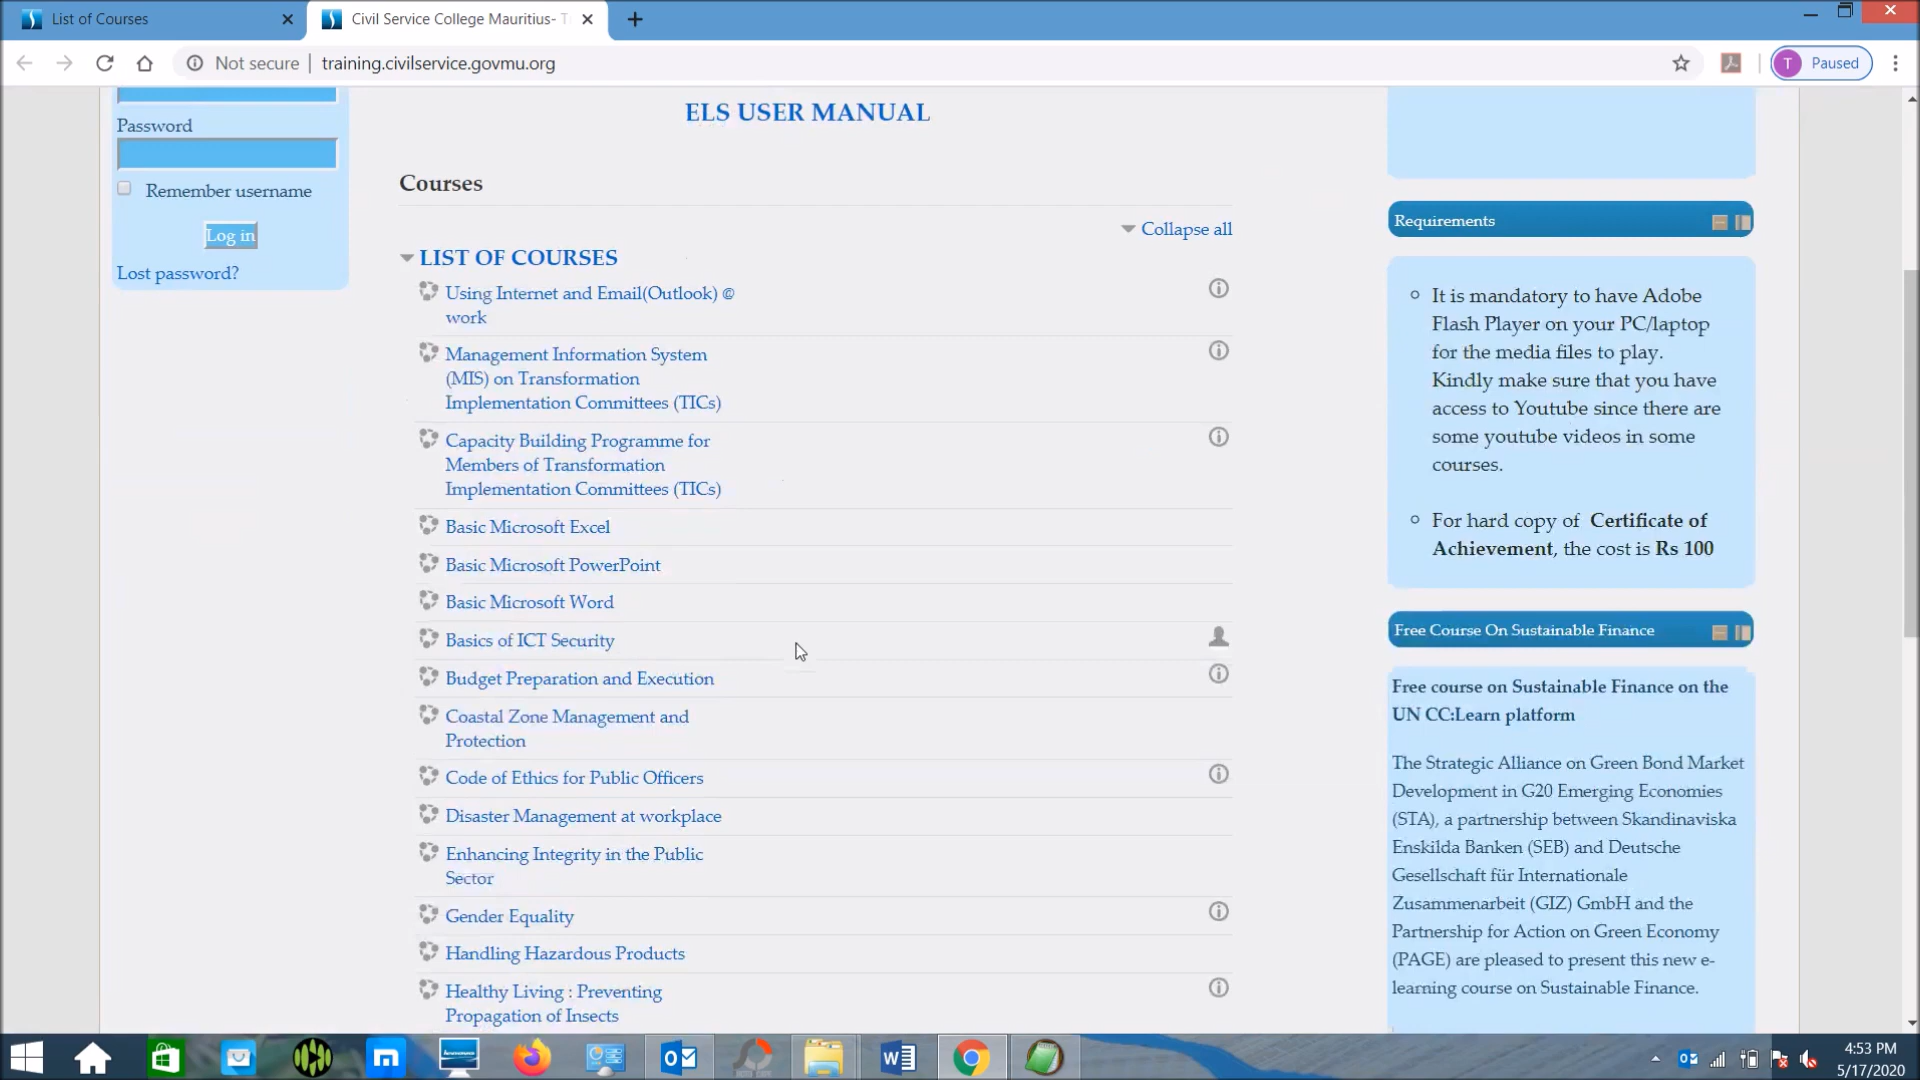 List of Courses
Civil Service College Mauritius- T
Not secure
training.civilservice.govmu.org
T
Paused
Password
Remember username
Log in
Lost password?
ELS USER MANUAL
Courses
Collapse all
LIST OF COURSES
Using Internet and Email(Outlook) @
work
Management Information System
(MIS) on Transformation
Implementation Committees (TICs)
Capacity Building Programme for
Members of Transformation
Implementation Committees (TICs)
Basic Microsoft Excel
Basic Microsoft PowerPoint
Basic Microsoft Word
Basics of ICT Security
Budget Preparation and Execution
Coastal Zone Management and
Protection
Code of Ethics for Public Officers
Disaster Management at workplace
Enhancing Integrity in the Public
Sector
Gender Equality
Handling Hazardous Products
Healthy Living : Preventing
Propagation of Insects
Requirements
It is mandatory to have Adobe
Flash Player on your PC/laptop
for the media files to play.
Kindly make sure that you have
access to Youtube since there are
some youtube videos in some
courses.
For hard copy of Certificate of
Achievement, the cost is Rs 100
Free Course On Sustainable Finance
Free course on Sustainable Finance on the
UN CC:Learn platform
The Strategic Alliance on Green Bond Market
Development in G20 Emerging Economies
(STA), a partnership between Skandinaviska
Enskilda Banken (SEB) and Deutsche
Gesellschaft für Internationale
Zusammenarbeit (GIZ) GmbH and the
Partnership for Action on Green Economy
(PAGE) are pleased to present this new e-
learning course on Sustainable Finance.
4:53 PM
5/17/2020